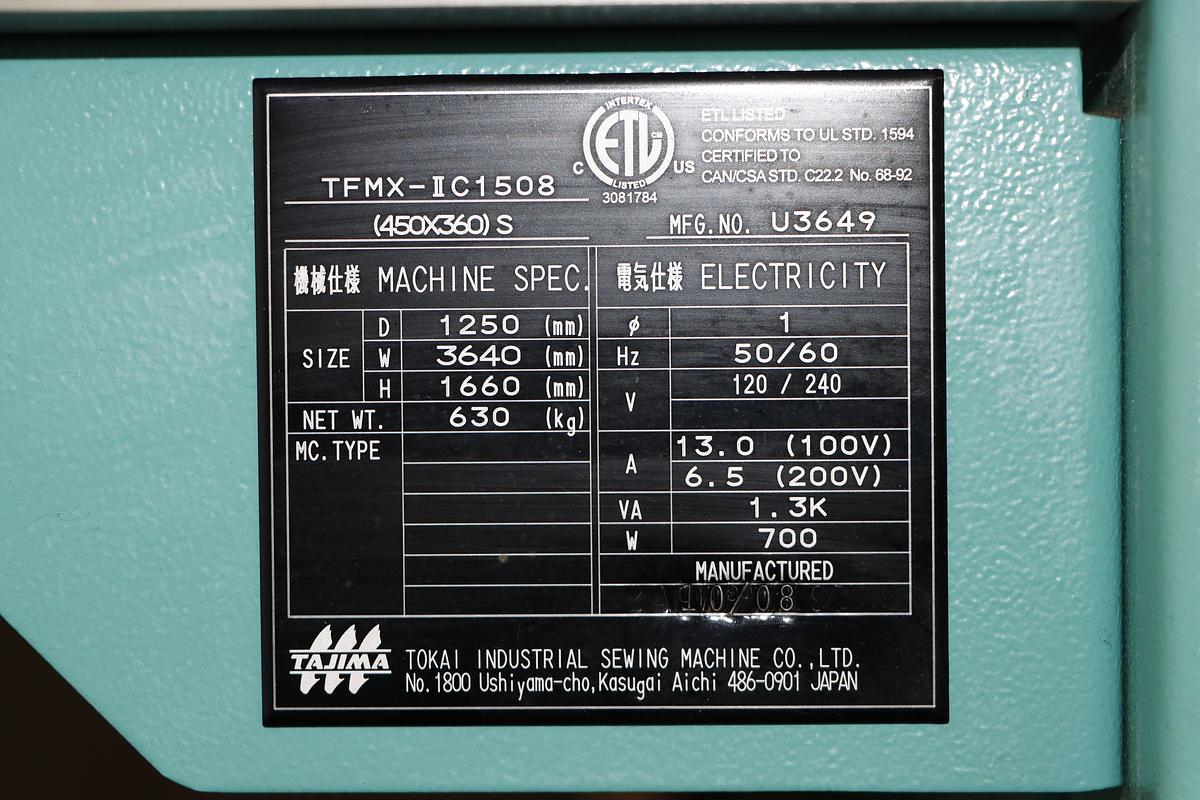 INTERTEK
ETL CM
LISTED
C US
3081784
ETL LISTED
CONFORMS TO UL STD. 1594
CERTIFIED TO
CAN/CSA STD. C22.2 No. 68-92
TFMX-ⅡC1508
(450X360) S
MFG.NO. U3649
機械仕様 MACHINE SPEC.
SIZE
D 1250 (mm)
W 3640 (mm)
H 1660 (mm)
NET WT. 630 (kg)
MC.TYPE
電気仕様 ELECTRICITY
ϕ 1
Hz 50/60
V 120 / 240
A 13.0 (100V)
6.5 (200V)
VA 1.3K
W 700
MANUFACTURED
10/08
TAJIMA
TOKAI INDUSTRIAL SEWING MACHINE CO.,LTD.
No.1800 Ushiyama-cho,Kasugai Aichi 486-0901 JAPAN